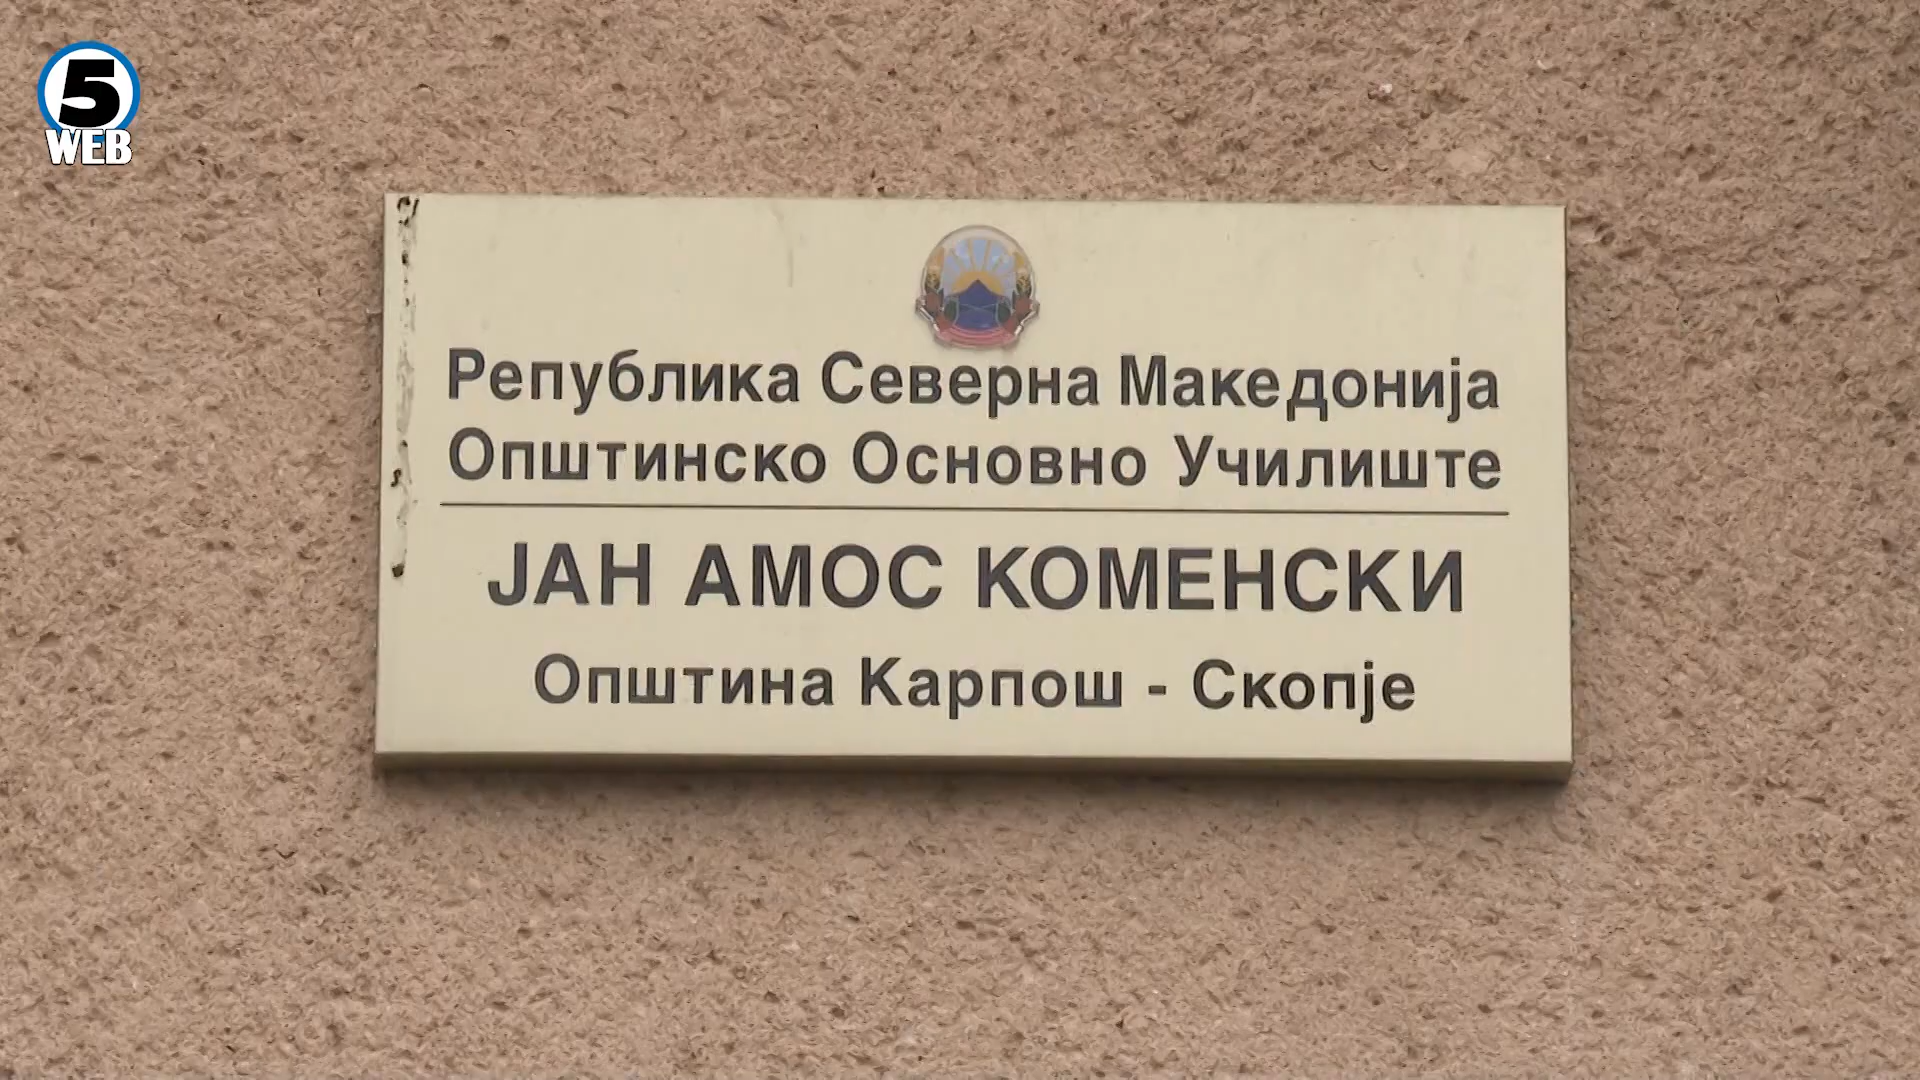 5
WEB
Република Северна Македонија
Општинско Основно Училиште
ЈАН АМОС КОМЕНСКИ
Општина Карпош - Скопје